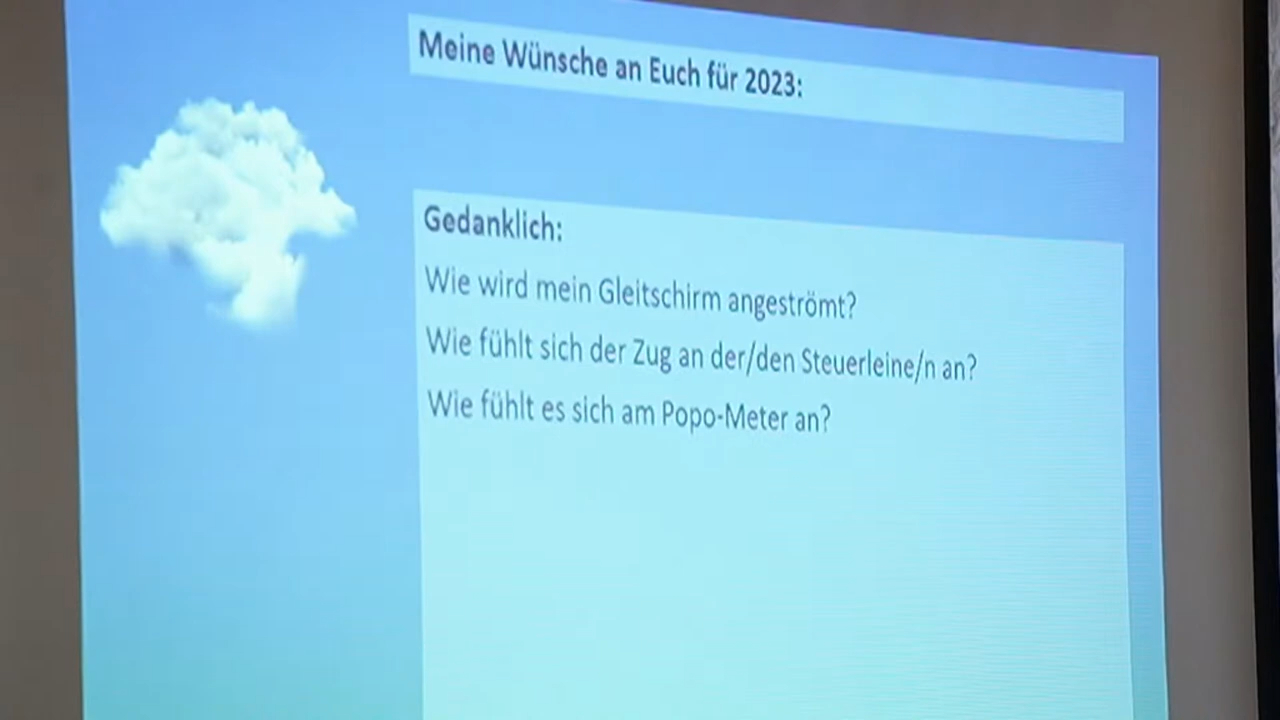 Meine Wünsche an Euch für 2023:
Gedanklich:
Wie wird mein Gleitschirm angeströmt?
Wie fühlt sich der Zug an der/den Steuerleine/n an?
Wie fühlt es sich am Popo-Meter an?